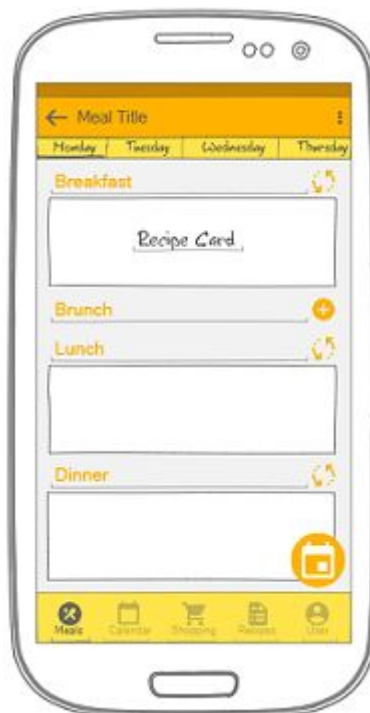 Meal Title
Monday Tuesday Wednesday Thursday
Breakfast
Recipe Card
Brunch
Lunch
Dinner
Meals Calendar Shopping Recipes User